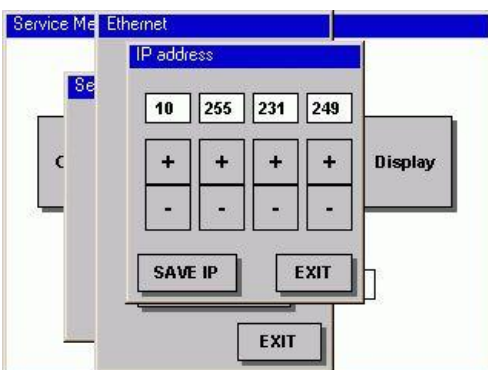 Service Me Ethernet
IP address
Se
10 255 231 249
+ + + +
C Display
- - - -
SAVE IP EXIT
EXIT